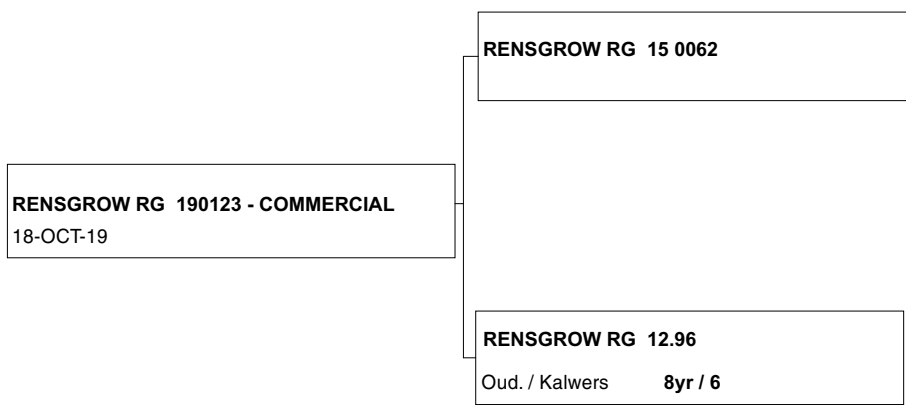 RENSGROW RG 15 0062
RENSGROW RG 190123 - COMMERCIAL
18-OCT-19
RENSGROW RG 12.96
Oud. / Kalwers 8yr / 6